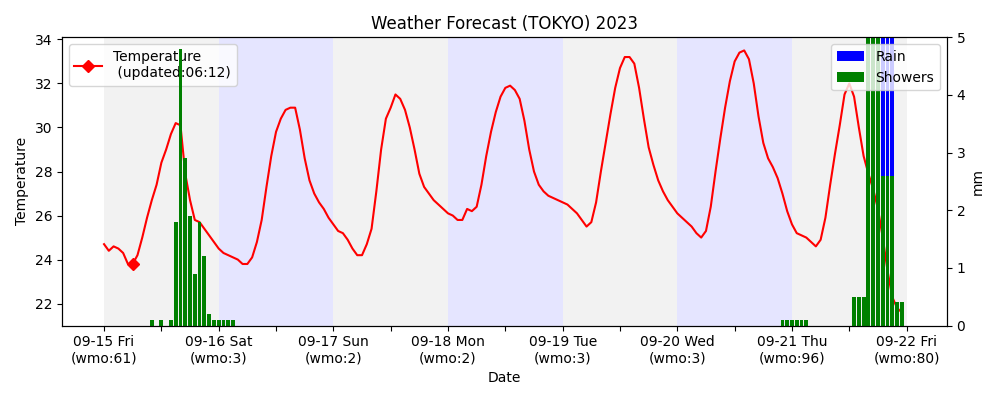 Weather Forecast (TOKYO) 2023
Temperature
(updated:06:12)
Rain
Showers
34
32
30
28
26
24
22
Temperature
5
4
3
2
1
0
mm
09-15 Fri
(wmo:61)
09-16 Sat
(wmo:3)
09-17 Sun
(wmo:2)
09-18 Mon
(wmo:2)
09-19 Tue
(wmo:3)
09-20 Wed
(wmo:3)
09-21 Thu
(wmo:96)
09-22 Fri
(wmo:80)
Date